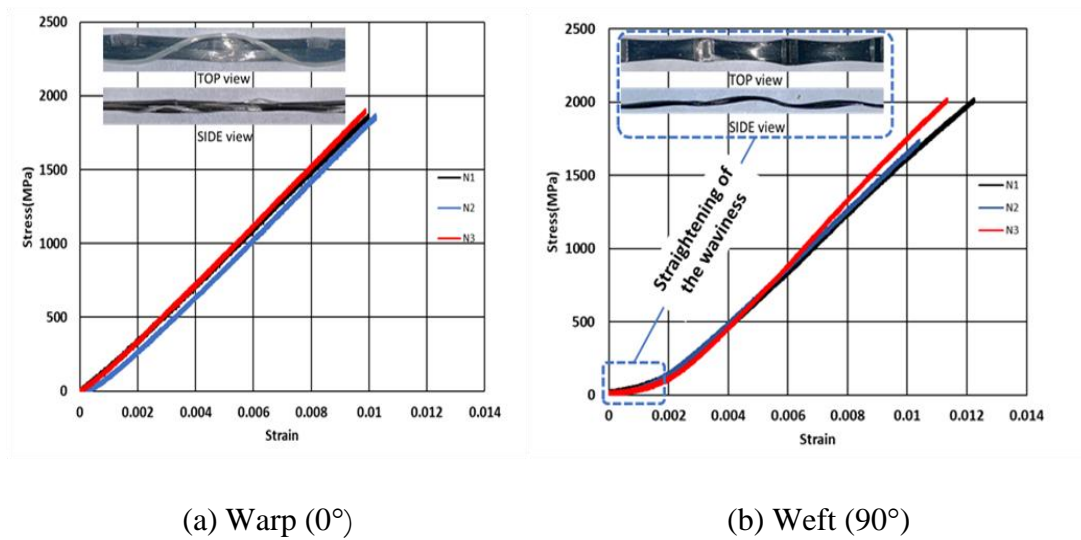 2500
2000
1500
1000
500
0
Stress(MPa)
TOP view
SIDE view
N1
N2
N3
0 0.002 0.004 0.006 0.008 0.01 0.012 0.014
Strain
(a) Warp (0°)
2500
2000
1500
1000
500
0
Stress(MPa)
TOP view
SIDE view
Straightening of
the waviness
N1
N2
N3
0 0.002 0.004 0.006 0.008 0.01 0.012 0.014
Strain
(b) Weft (90°)